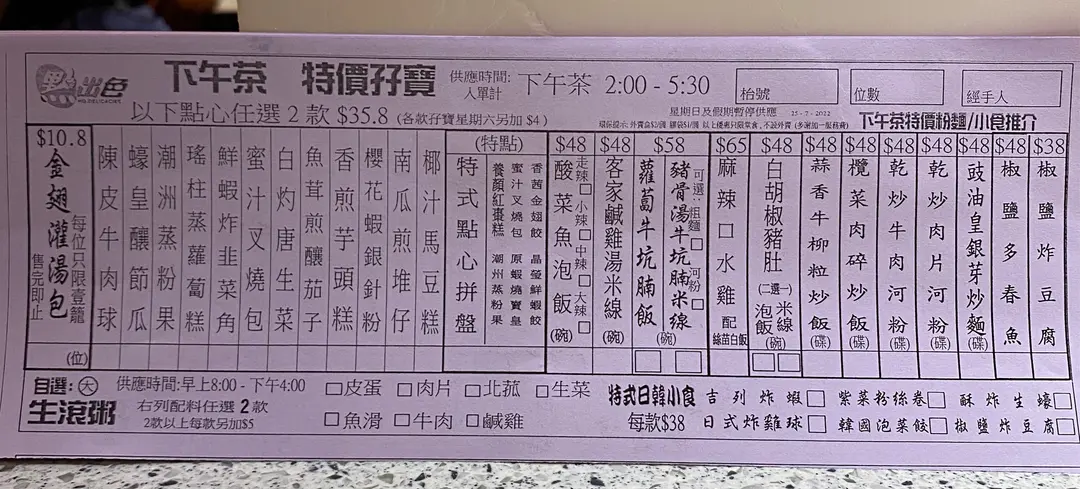 點出色
下午茶 特價孖寶
供應時間: 下午茶 2:00 - 5:30
入單計
枱號
位數
經手人
以下點心任選 2 款 $35.8 (各款孖寶星期六另加 $4)
星期日及假期暫停供應 25-7-2022
下午茶特價粉麵/小食推介
$10.8
金翅灌湯包
每位只限壹籠
售完即止
(位)
陳皮牛肉球
蠔皇釀節瓜
潮洲蒸粉果
瑤柱蒸蘿蔔糕
鮮蝦炸韭菜角
蜜汁叉燒包
白灼唐生菜
魚茸煎釀茄子
香煎芋頭糕
櫻花蝦銀針粉
南瓜煎堆仔
椰汁馬豆糕
(特點)
特式點心拼盤
養顏紅棗糕 潮州蒸粉果
蜜汁叉燒包 原蝦燒賣皇
香茜金翅餃 晶瑩鮮蝦餃
$48
酸菜魚泡飯
(碗)
走辣 小辣 中辣 大辣
$48
客家鹹雞湯米線
(碗)
$58
蘿蔔牛坑腩飯
豬骨湯牛坑腩米線
(碗)
可選: 粗麵 河粉
$65
麻辣口水雞
配
絲苗白飯
$48
白胡椒豬肚
(二選一)
泡飯 米線
(碗)
$48
蒜香牛柳粒炒飯
(碟)
$48
欖菜肉碎炒飯
(碟)
$48
乾炒牛肉河粉
(碟)
$48
乾炒肉片河粉
(碟)
$48
豉油皇銀芽炒麵
(碟)
$48
椒鹽多春魚
$38
椒鹽炸豆腐
自選: 大
生滾粥
供應時間:早上8:00 - 下午4:00
右列配料任選 2款
2款以上每款另加$5
皮蛋 肉片 北菰 生菜
魚滑 牛肉 鹹雞
特式日韓小食
每款$38
吉列炸蝦 紫菜粉絲卷 酥炸生蠔
日式炸雞球 韓國泡菜餃 椒鹽炸豆腐